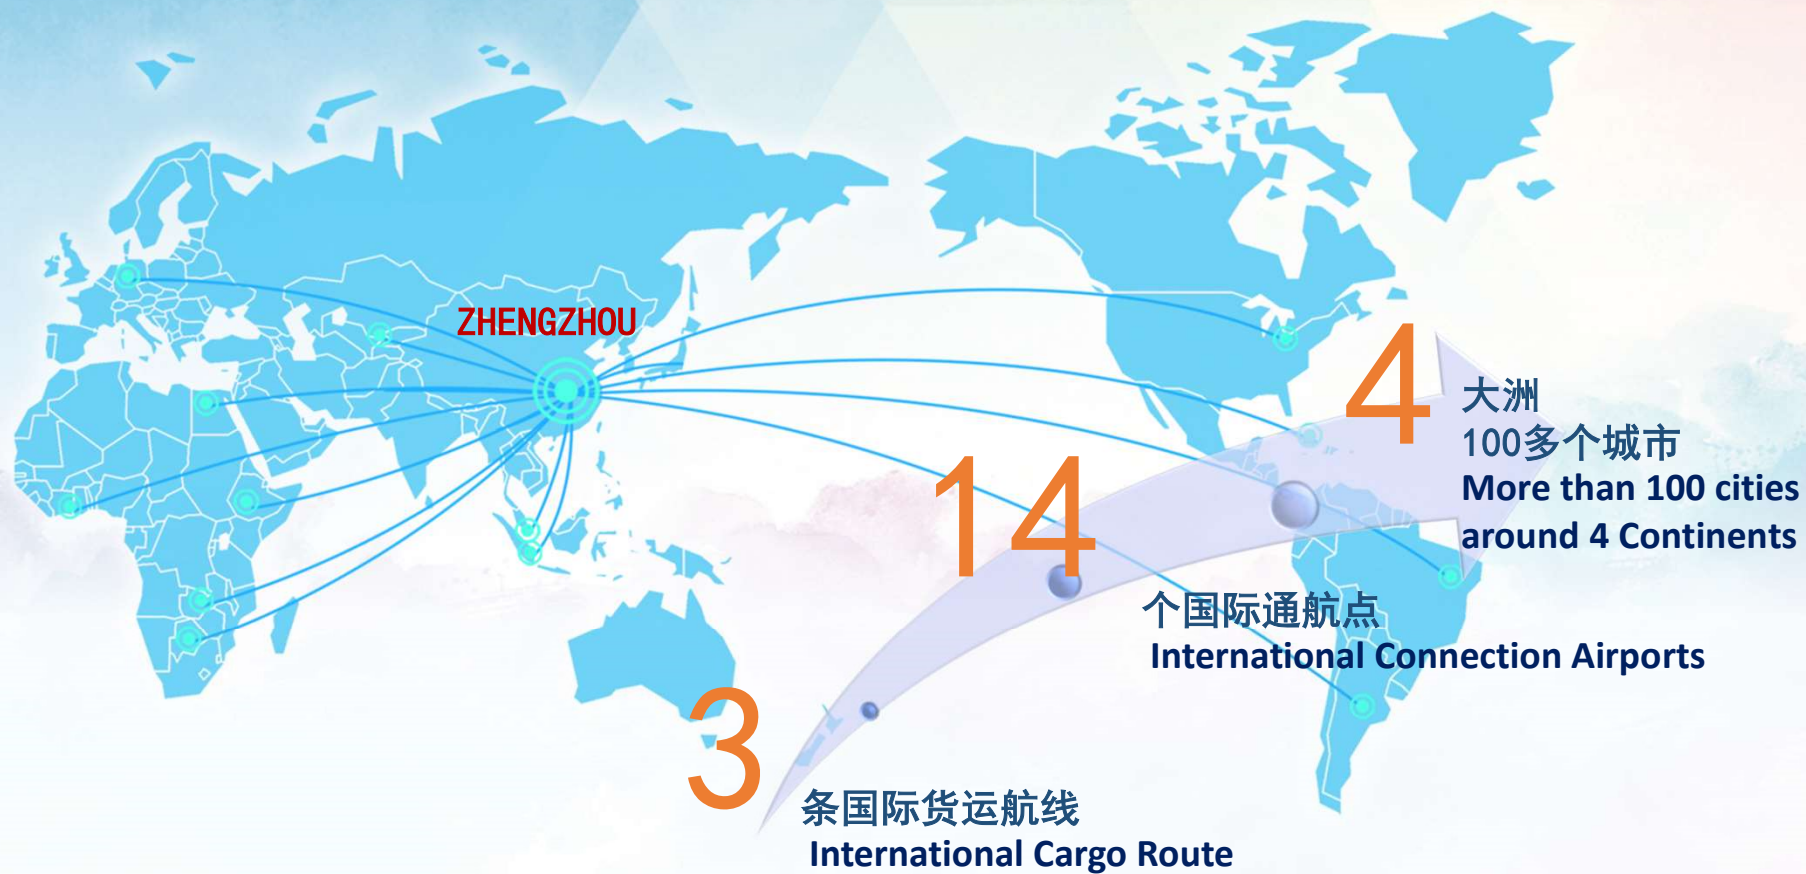 ZHENGZHOU
4
大洲
100多个城市
More than 100 cities
around 4 Continents
14
个国际通航点
International Connection Airports
3
条国际货运航线
International Cargo Route